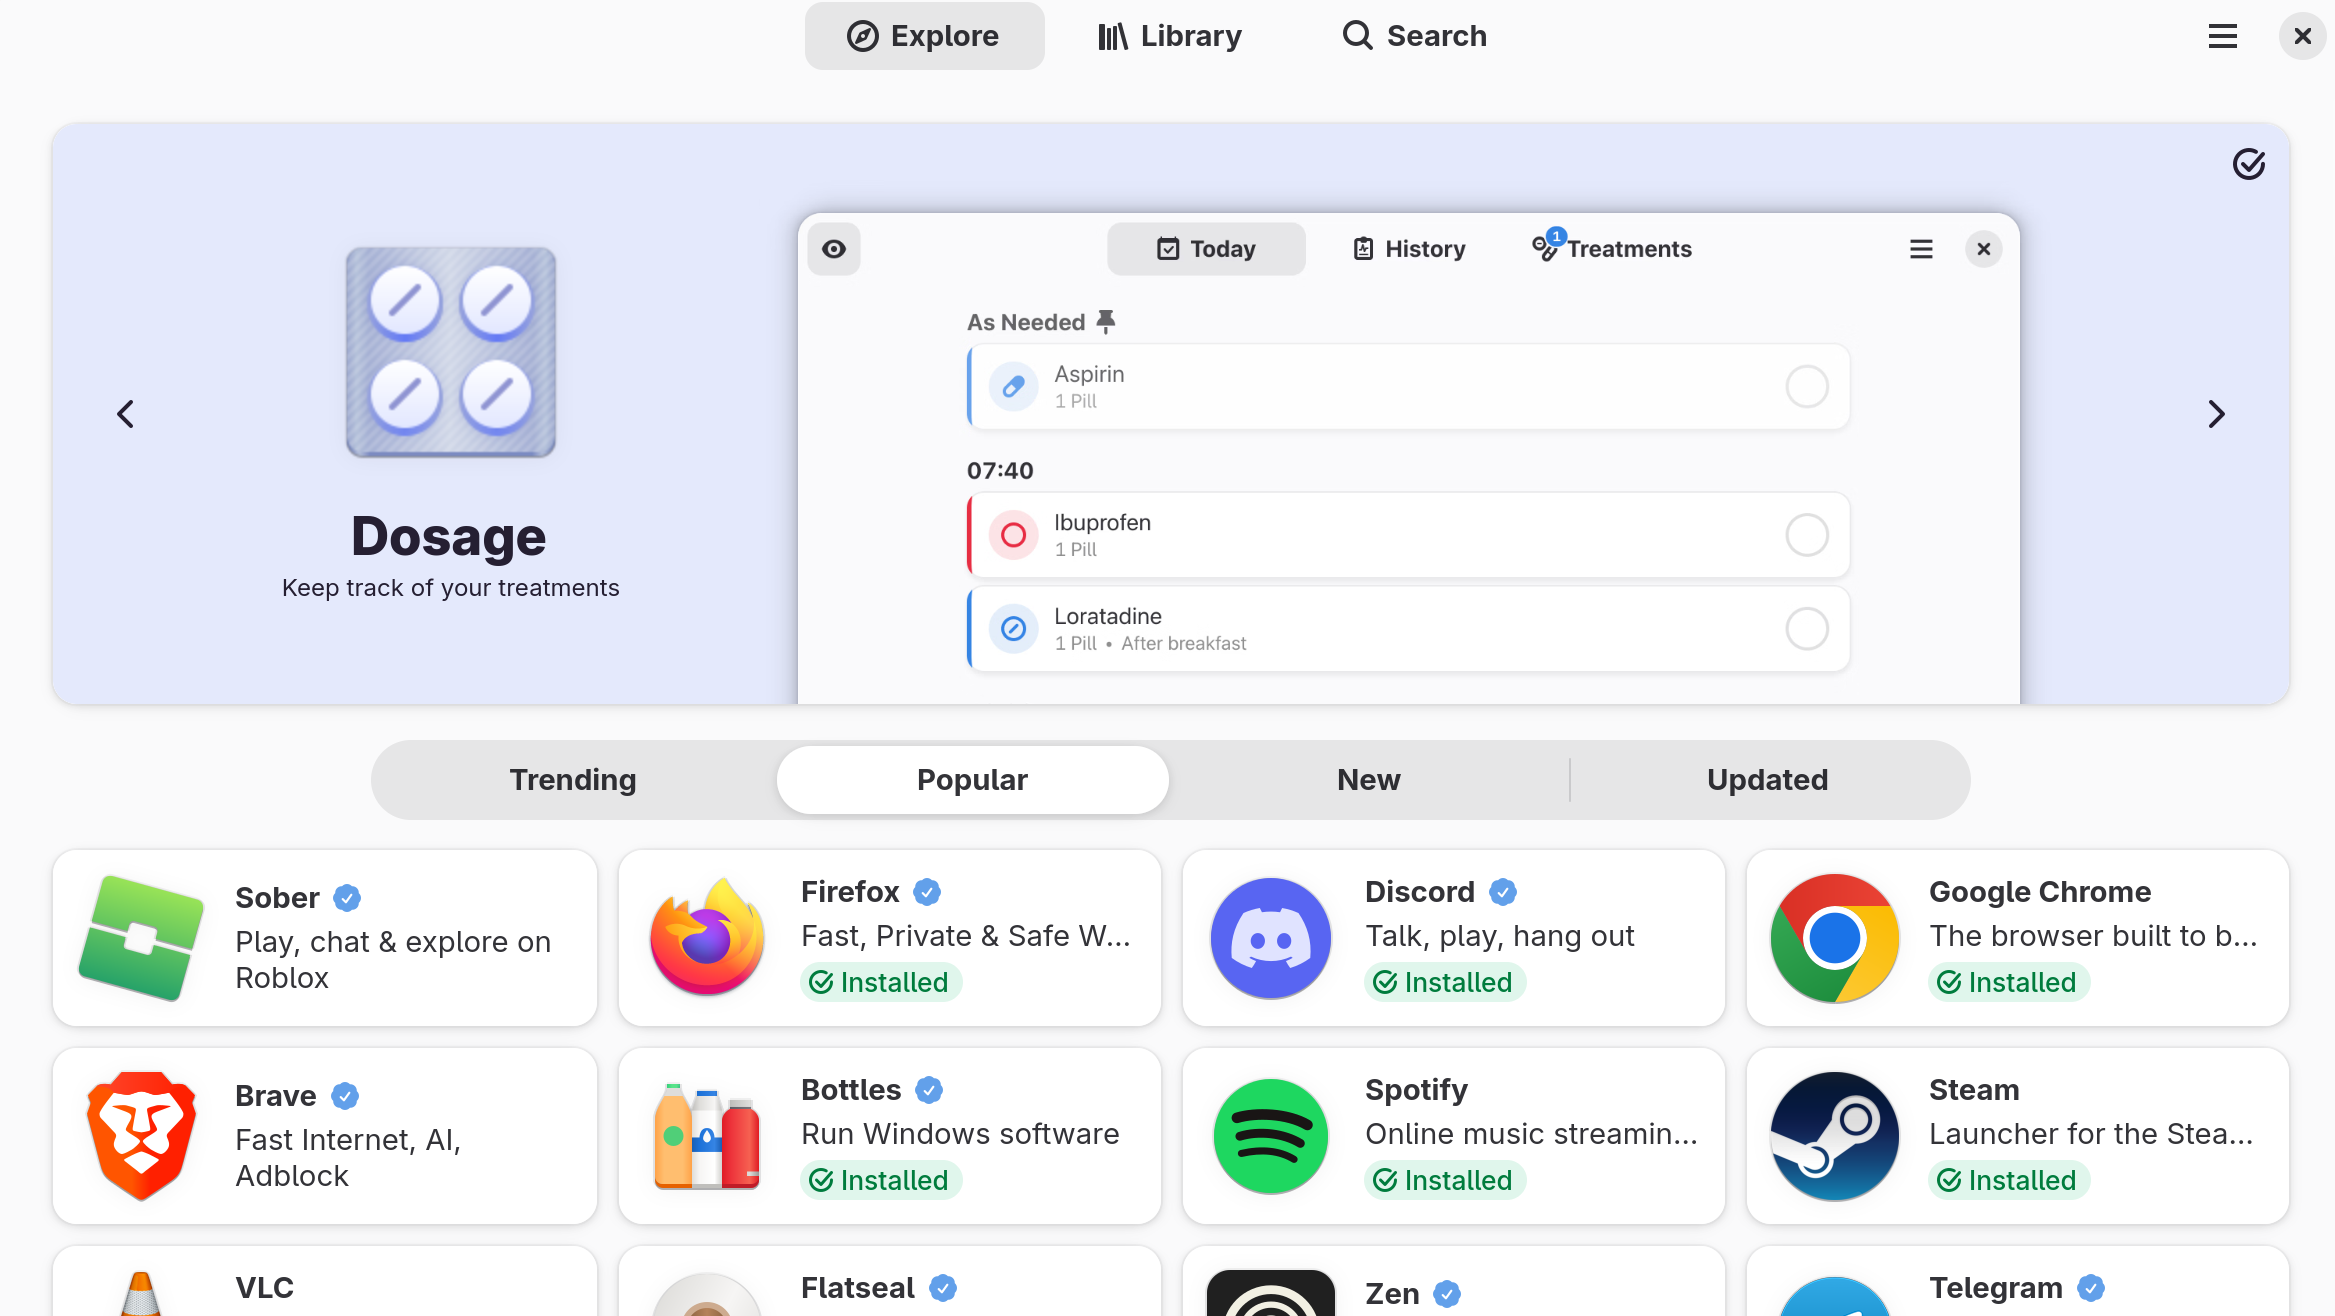 Explore
Library
Search
Today
History
1
Treatments
As Needed
Aspirin
1 Pill
07:40
Ibuprofen
1 Pill
Loratadine
1 Pill • After breakfast
Dosage
Keep track of your treatments
Trending
Popular
New
Updated
Sober
Play, chat & explore on
Roblox
Firefox
Fast, Private & Safe W...
Installed
Discord
Talk, play, hang out
Installed
Google Chrome
The browser built to b...
Installed
Brave
Fast Internet, AI,
Adblock
Bottles
Run Windows software
Installed
Spotify
Online music streamin...
Installed
Steam
Launcher for the Stea...
Installed
VLC
Flatseal
Zen
Telegram